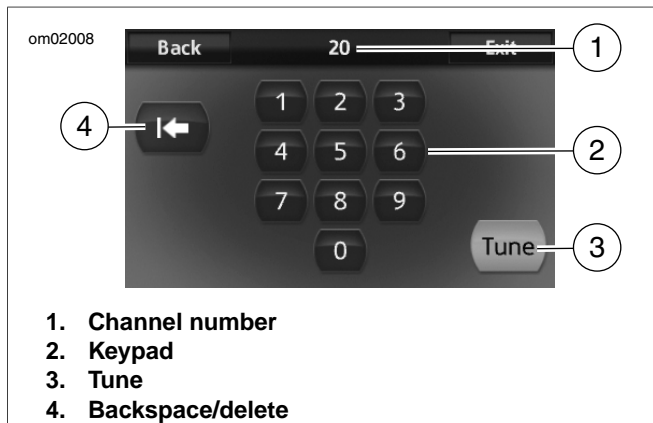 om02008
Back 20 Exit 1
1 2 3
4
4 5 6 2
7 8 9
0 Tune 3
1. Channel number
2. Keypad
3. Tune
4. Backspace/delete